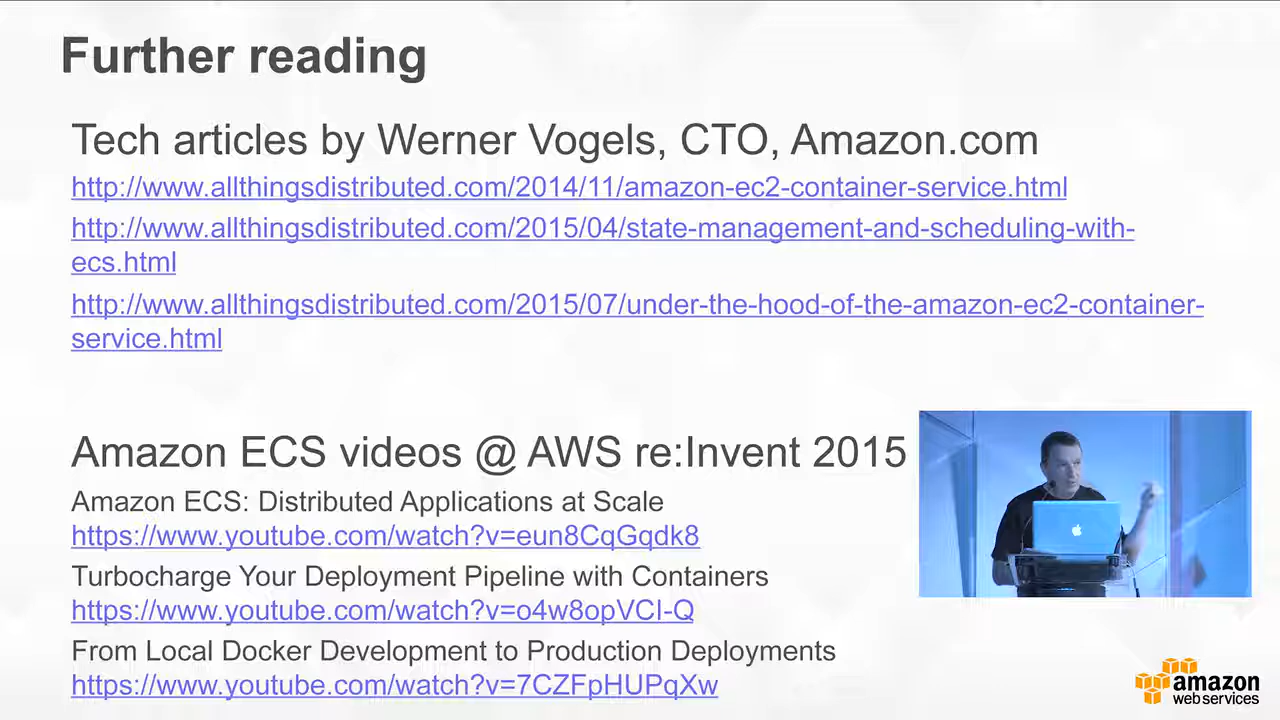 Further reading
Tech articles by Werner Vogels, CTO, Amazon.com
http://www.allthingsdistributed.com/2014/11/amazon-ec2-container-service.html
http://www.allthingsdistributed.com/2015/04/state-management-and-scheduling-with-
ecs.html
http://www.allthingsdistributed.com/2015/07/under-the-hood-of-the-amazon-ec2-container-
service.html
Amazon ECS videos @ AWS re:Invent 2015
Amazon ECS: Distributed Applications at Scale
https://www.youtube.com/watch?v=eun8CqGqdk8
Turbocharge Your Deployment Pipeline with Containers
https://www.youtube.com/watch?v=o4w8opVCI-Q
From Local Docker Development to Production Deployments
https://www.youtube.com/watch?v=7CZFpHUPqXw
amazon
web services